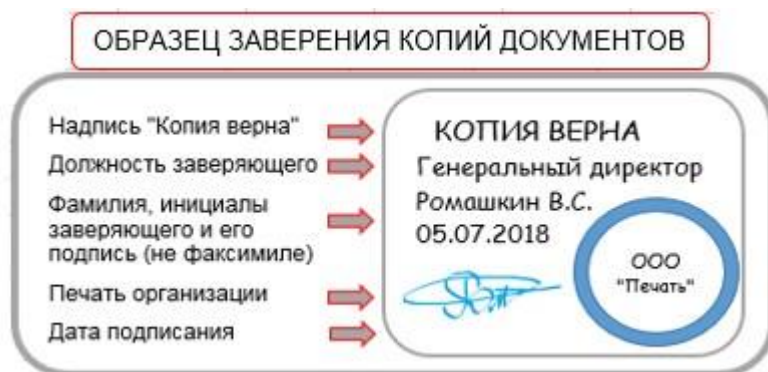 ОБРАЗЕЦ ЗАВЕРЕНИЯ КОПИЙ ДОКУМЕНТОВ
Надпись "Копия верна"
Должность заверяющего
Фамилия, инициалы
заверяющего и его
подпись (не факсимиле)
Печать организации
Дата подписания
КОПИЯ ВЕРНА
Генеральный директор
Ромашкин В.С.
05.07.2018
ООО
"Печать"